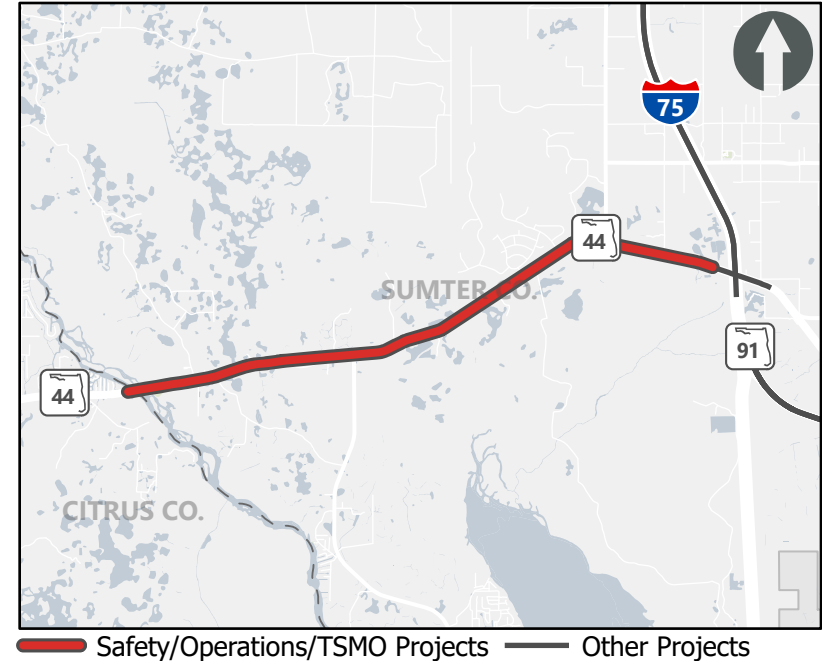 75
44
SUMTER CO.
91
44
CITRUS CO.
Safety/Operations/TSMO Projects
Other Projects